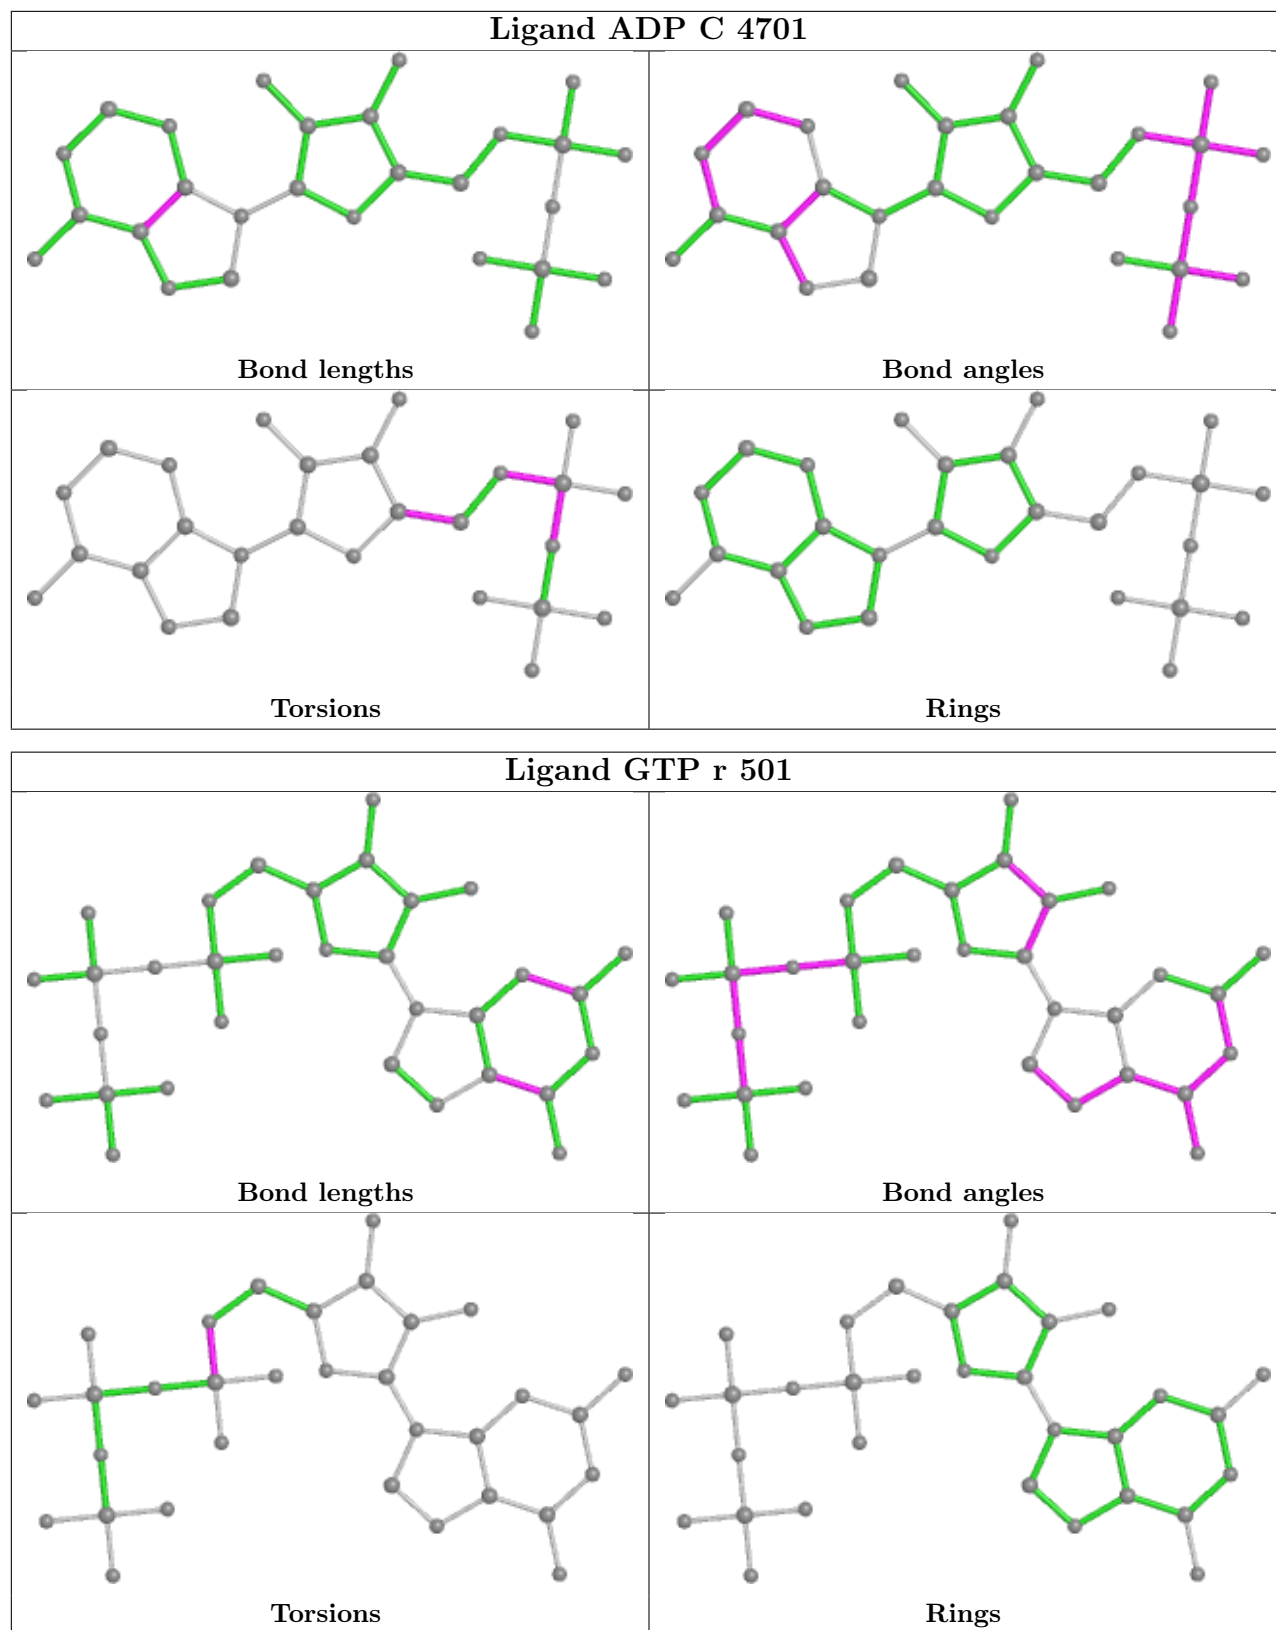 Ligand ADP C 4701
Bond lengths
Bond angles
Torsions
Rings
Ligand GTP r 501
Bond lengths
Bond angles
Torsions
Rings